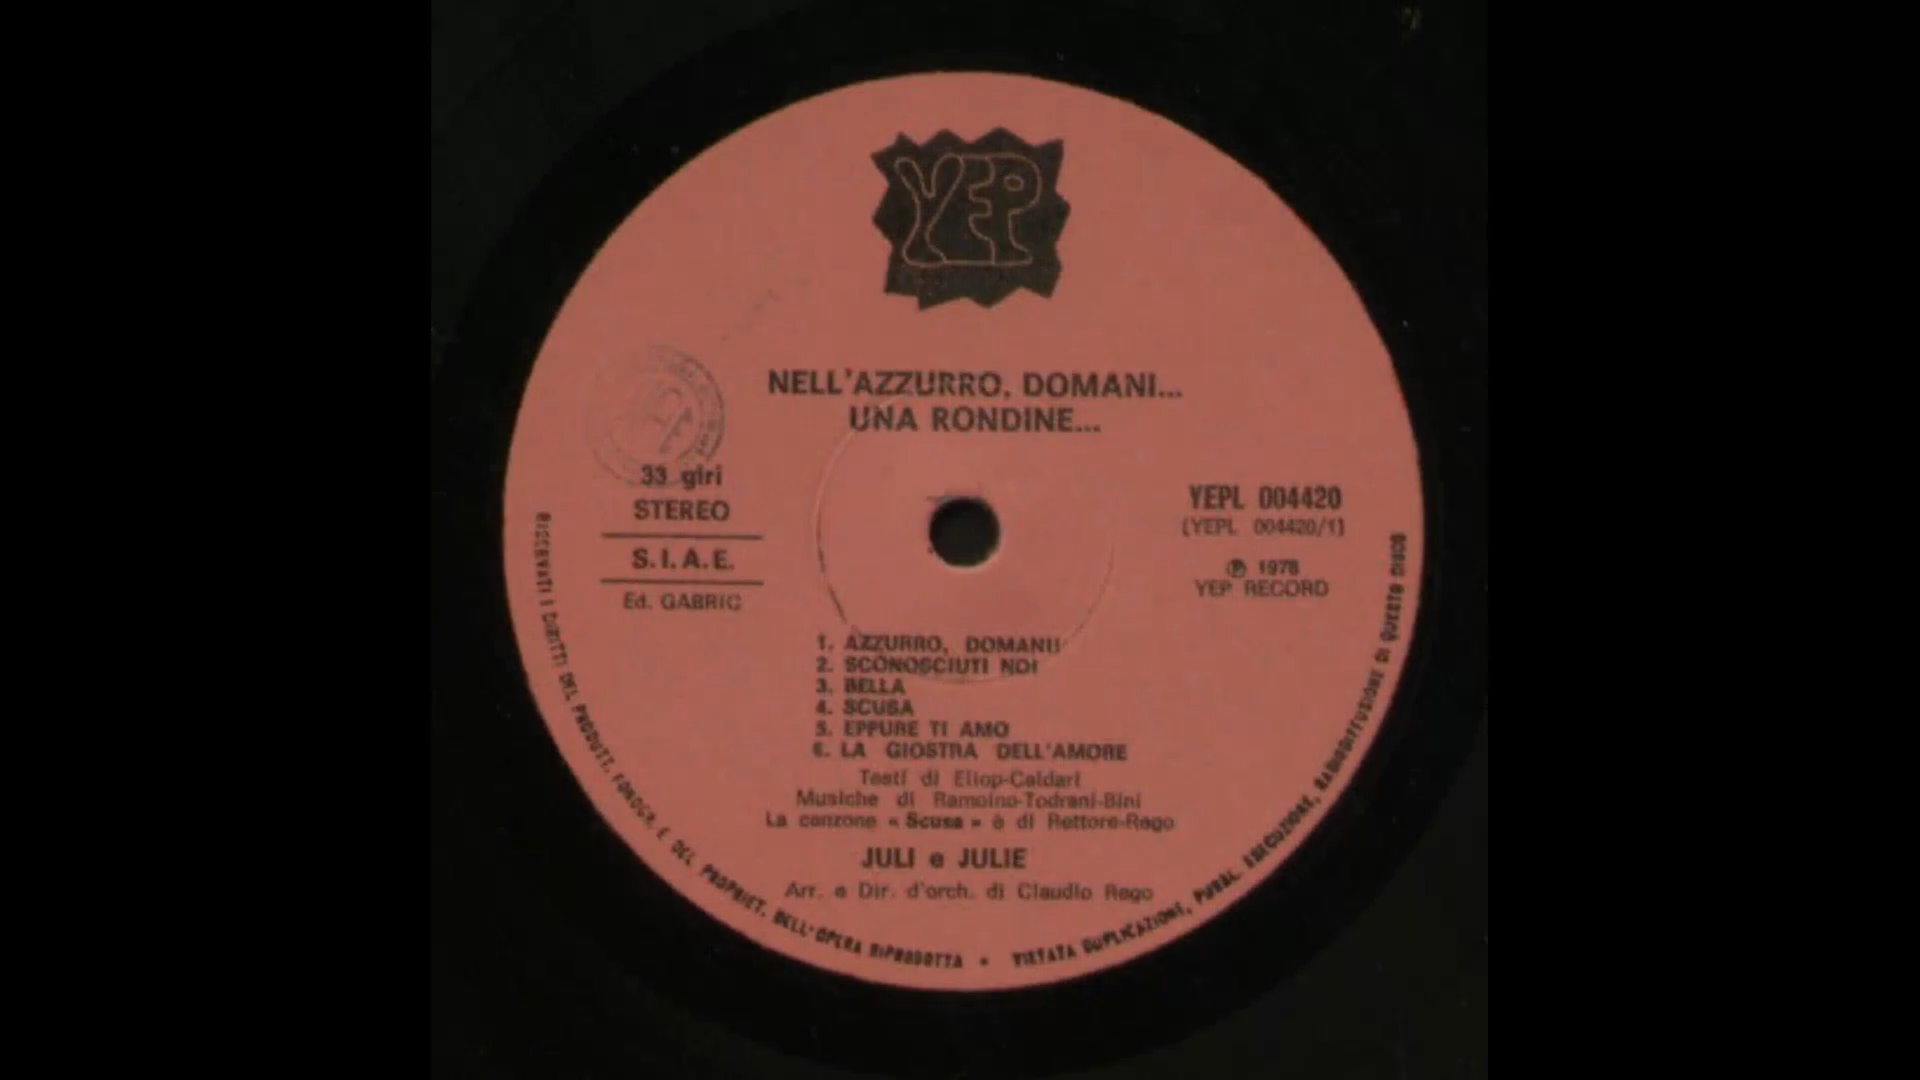 YEP
NELL'AZZURRO, DOMANI...
UNA RONDINE...
33 giri
STEREO
S.I.A.E.
Ed. GABRIC
YEPL 004420
(YEPL 004420/1)
℗ 1978
YEP RECORD
1. AZZURRO, DOMANI!
2. SCONOSCIUTI NOI
3. BELLA
4. SCUSA
5. EPPURE TI AMO
6. LA GIOSTRA DELL'AMORE
Testi di Eliop-Caldari
Musiche di Ramoino-Todrani-Bini
La canzone « Scusa » è di Rettore-Rego
JULI e JULIE
Arr. e Dir. d'orch. di Claudio Rego
RISERVATI I DIRITTI DEL PRODUTT. FONOGR. E DEL PROPRIET. DELL'OPERA RIPRODOTTA • VIETATA DUPLICAZIONE, PUBBL. ESECUZIONE, RADIODIFFUSIONE DI QUESTO DISCO